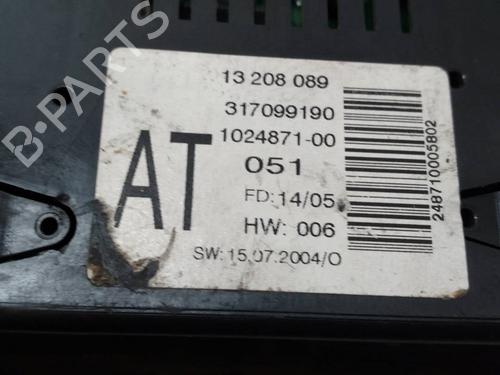 B-PARTS
13 208 089
317099190
1024871-00
051
AT
FD: 14/05
HW: 006
SW: 15.07.2004/O
248710005802